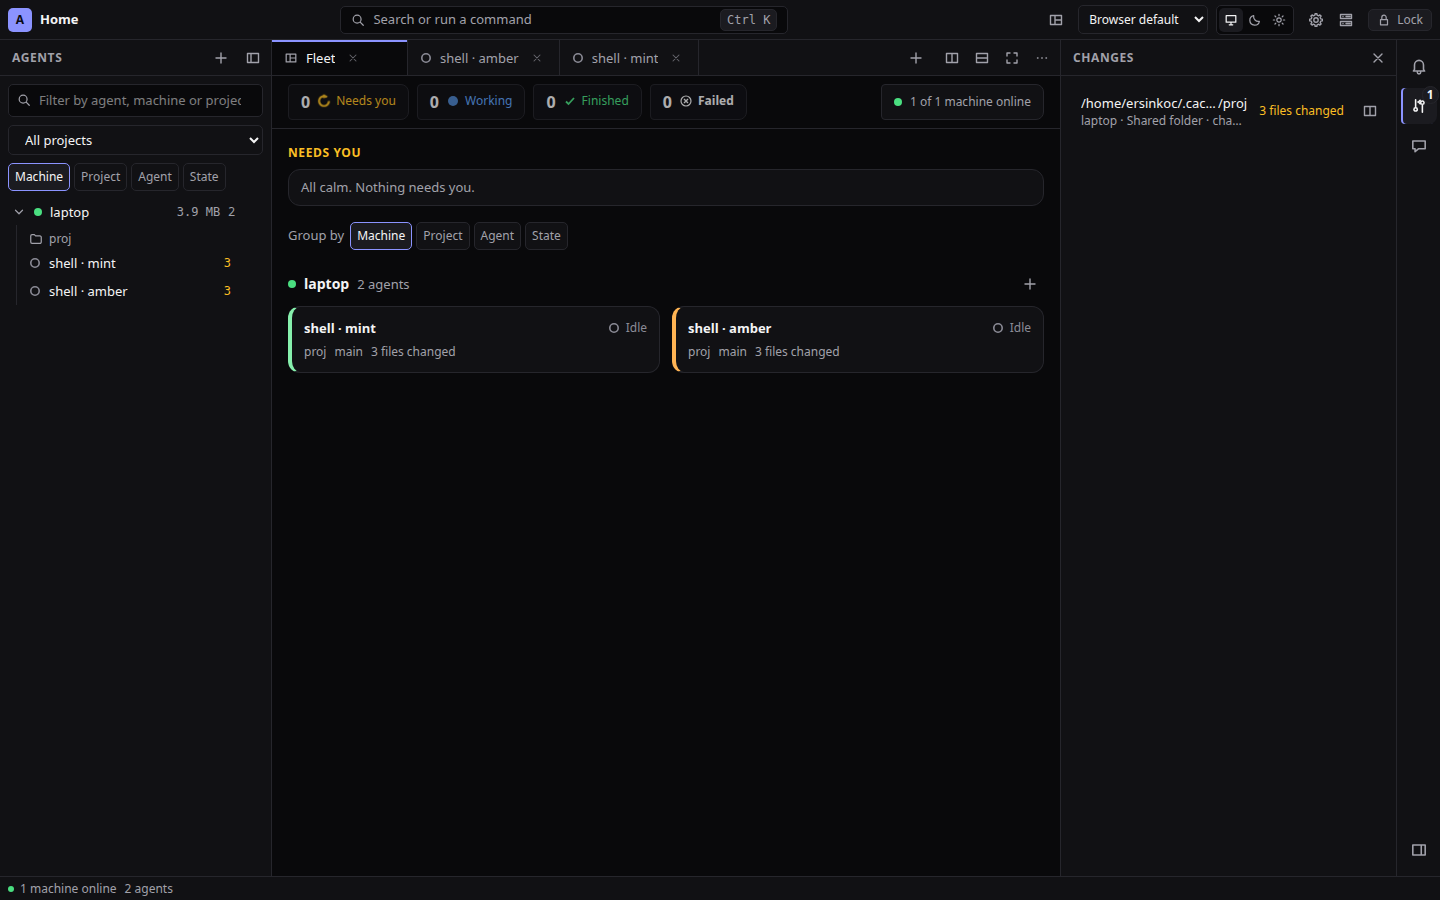 A Home
Search or run a command Ctrl K
Browser default
Lock
AGENTS
Filter by agent, machine or projec
All projects
Machine Project Agent State
laptop 3.9 MB 2
proj
shell · mint 3
shell · amber 3
Fleet
shell · amber
shell · mint
0 Needs you
0 Working
0 Finished
0 Failed
1 of 1 machine online
NEEDS YOU
All calm. Nothing needs you.
Group by Machine Project Agent State
laptop 2 agents
shell · mint Idle
proj main 3 files changed
shell · amber Idle
proj main 3 files changed
CHANGES
/home/ersinkoc/.cac.../proj 3 files changed
laptop · Shared folder · cha...
1
1 machine online 2 agents